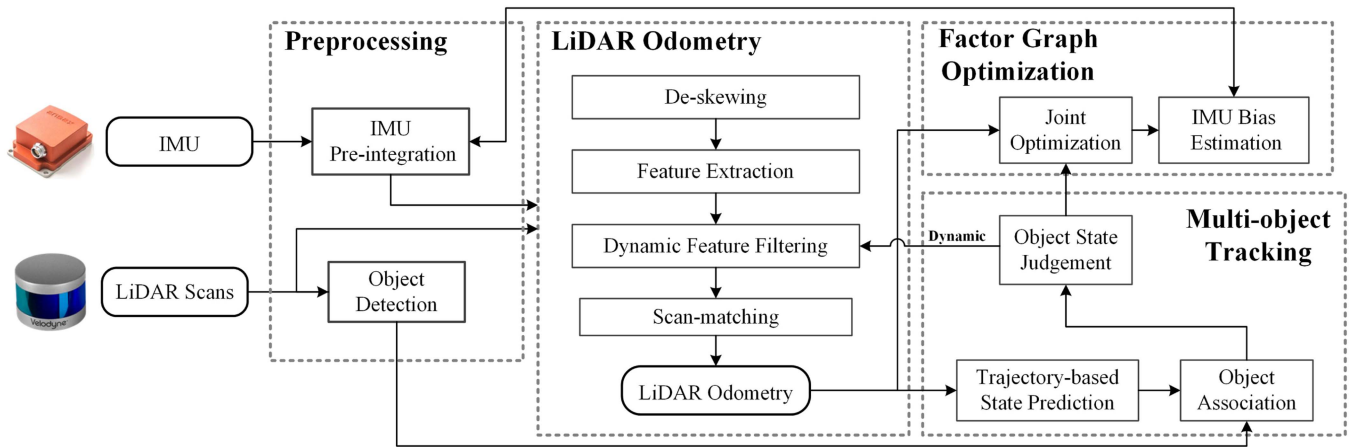 Preprocessing
IMU
IMU
Pre-integration
LiDAR Scans
Velodyne
Object
Detection
LiDAR Odometry
De-skewing
Feature Extraction
Dynamic Feature Filtering
Scan-matching
LiDAR Odometry
Factor Graph
Optimization
Joint
Optimization
IMU Bias
Estimation
Multi-object
Tracking
Dynamic
Object State
Judgement
Trajectory-based
State Prediction
Object
Association